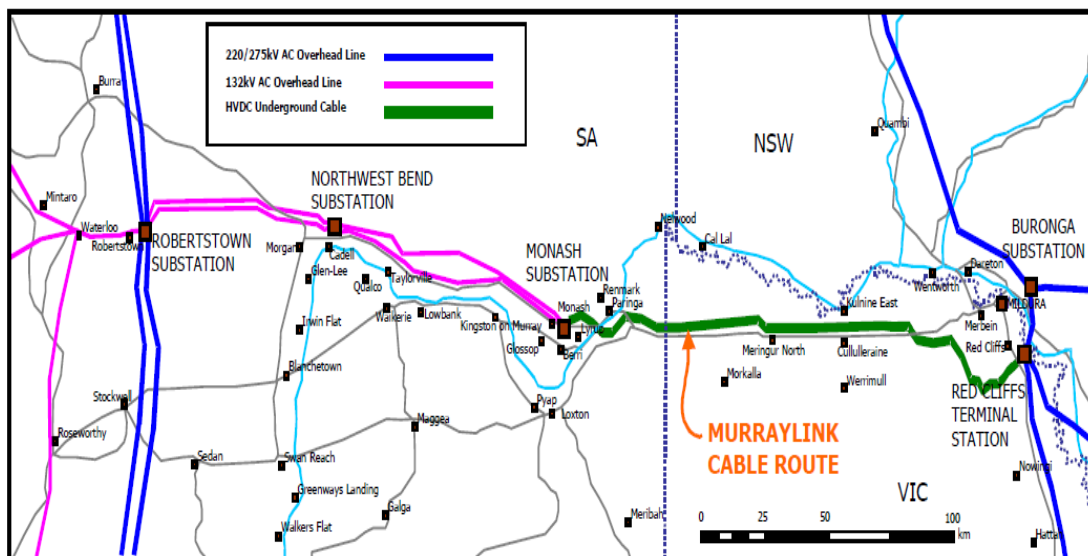 220/275kV AC Overhead Line
132kV AC Overhead Line
HVDC Underground Cable
Burra
SA
NSW
Quambi
Mintaro
NORTHWEST BEND
SUBSTATION
Waterloo
Robertstown
ROBERTSTOWN
SUBSTATION
Morgan
Cadell
MONASH
SUBSTATION
Cal Lal
BURONGA
SUBSTATION
Glen-Lee
Qualco
Taylorville
Renmark
Paringa
Wentworth
Dareton
MILDURA
Irwin Flat
Waikerie
Lowbank
Kingston on Murray
Monash
Lyrup
Kulnine East
Merbein
Glossop
Berri
Meringur North
Cullulleraine
Red Cliffs
Blanchetown
Morkalla
Werrimull
RED CLIFFS
TERMINAL
STATION
Stockwell
Pyap
Loxton
Maggea
MURRAYLINK
CABLE ROUTE
Roseworthy
Sedan
Swan Reach
Nowingi
Greenways Landing
Galga
Meribah
VIC
Walkers Flat
0 10 25 50 75 100
km
Hattah